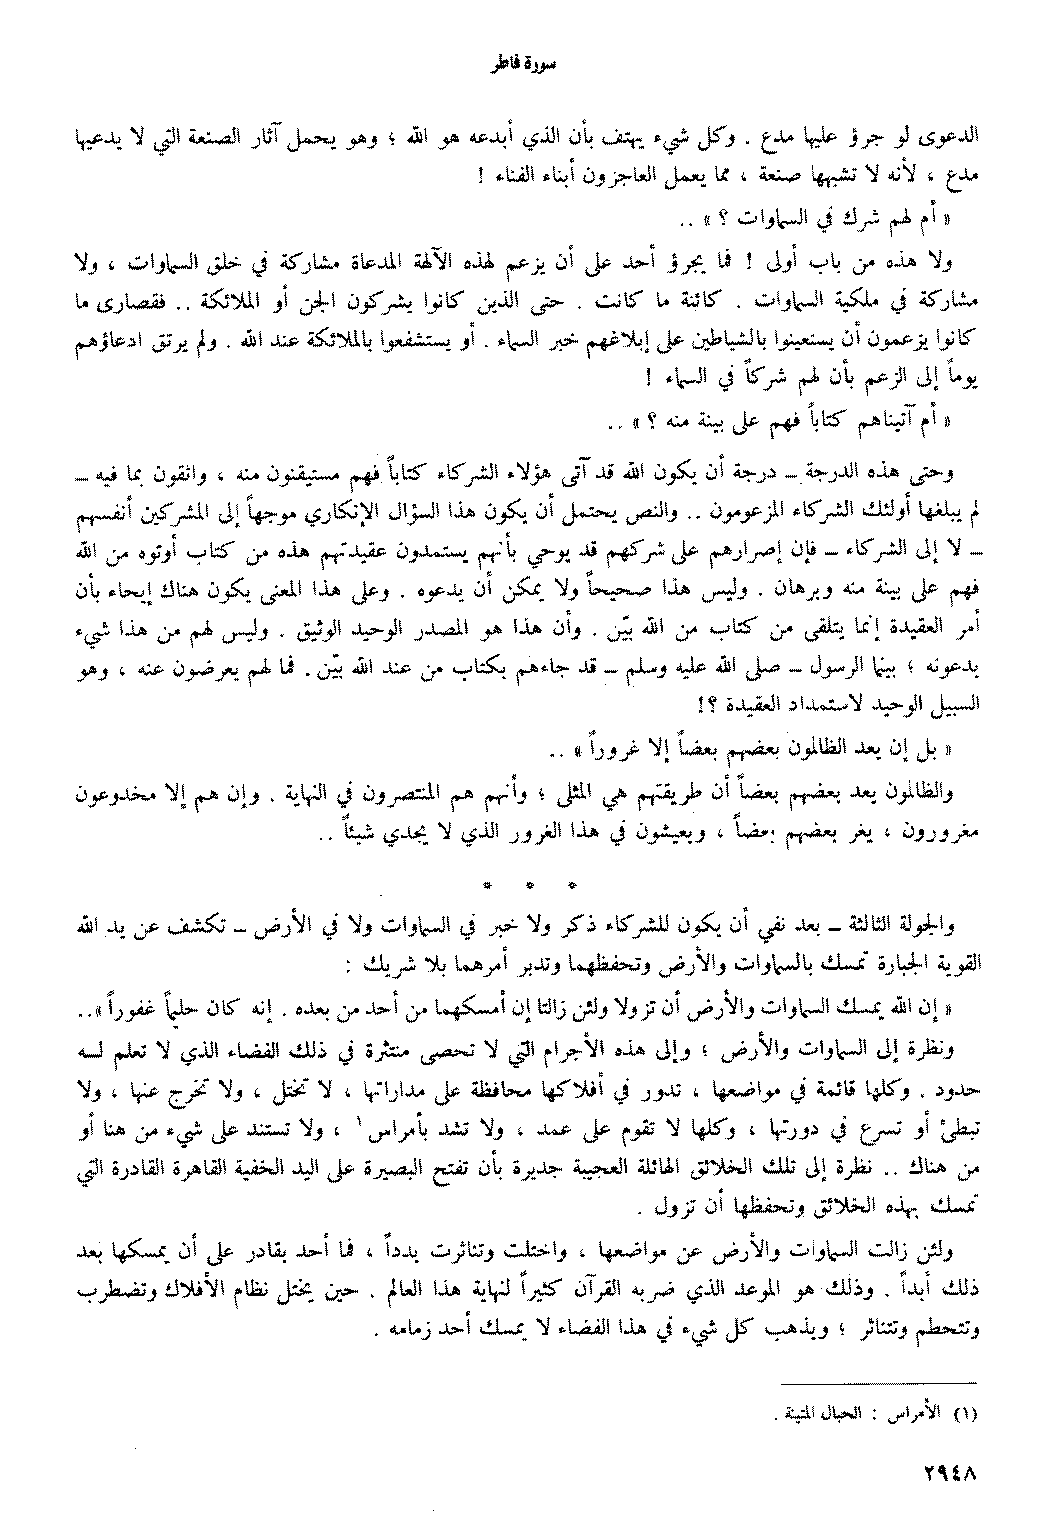 سورة فاطر
الدعوى لو جرؤ عليها مدع . وكل شيء يهتف بأن الذي أبدعه هو الله ؛ وهو يحمل آثار الصنعة التي لا يدعيها
مدع ، لأنه لا تشبهها صنعة ، مما يعمل العاجزون أبناء الفناء !
« أم لهم شرك في السماوات ؟ » ..
ولا هذه من باب أولى ! فما يجرؤ أحد على أن يزعم لهذه الآلهة المدعاة مشاركة في خلق السماوات ، ولا
مشاركة في ملكية السماوات . كائنة ما كانت . حتى الذين كانوا يشركون الجن أو الملائكة .. فقصارى ما
كانوا يزعمون أن يستعينوا بالشياطين على إبلاغهم خبر السماء . أو يستشفعوا بالملائكة عند الله . ولم يرتق ادعاؤهم
يوماً إلى الزعم بأن لهم شركاً في السماء !
« أم آتيناهم كتاباً فهم على بينة منه ؟ » ..
وحتى هذه الدرجة ــ درجة أن يكون الله قد آتى هؤلاء الشركاء كتاباً فهم مستيقنون منه ، واثقون بما فيه ــ
لم يبلغها أولئك الشركاء المزعومون .. والنص يحتمل أن يكون هذا السؤال الإنكاري موجهاً إلى المشركين أنفسهم
ــ لا إلى الشركاء ــ فإن إصرارهم على شركهم قد يوحي بأنهم يستمدون عقيدتهم هذه من كتاب أوتوه من الله
فهم على بينة منه وبرهان . وليس هذا صحيحاً ولا يمكن أن يدعوه . وعلى هذا المعنى يكون هناك إيحاء بأن
أمر العقيدة إنما يتلقى من كتاب من الله بيّن . وأن هذا هو المصدر الوحيد الوثيق . وليس لهم من هذا شيء
يدعونه ؛ بينما الرسول ــ صلى الله عليه وسلم ــ قد جاءهم بكتاب من عند الله بيّن . فما لهم يعرضون عنه ، وهو
السبيل الوحيد لاستمداد العقيدة ؟!
« بل إن يعد الظالمون بعضهم بعضاً إلا غروراً » ..
والظالمون يعد بعضهم بعضاً أن طريقتهم هي المثلى ؛ وأنهم هم المنتصرون في النهاية . وإن هم إلا مخدوعون
مغرورون ، يغر بعضهم بعضاً ، ويعيشون في هذا الغرور الذي لا يجدي شيئاً ..
* * *
والجولة الثالثة ــ بعد نفي أن يكون للشركاء ذكر ولا خبر في السماوات ولا في الأرض ــ تكشف عن يد الله
القوية الجبارة تمسك بالسماوات والأرض وتحفظهما وتدبر أمرهما بلا شريك :
« إن الله يمسك السماوات والأرض أن تزولا ولئن زالتا إن أمسكهما من أحد من بعده . إنه كان حليماً غفوراً » ..
ونظرة إلى السماوات والأرض ؛ وإلى هذه الأجرام التي لا تحصى منتثرة في ذلك الفضاء الذي لا تعلم لـه
حدود . وكلها قائمة في مواضعها ، تدور في أفلاكها محافظة على مداراتها ، لا تختل ، ولا تخرج عنها ، ولا
تبطئ أو تسرع في دورتها ، وكلها لا تقوم على عمد ، ولا تشد بأمراس١ ، ولا تستند على شيء من هنا أو
من هناك .. نظرة إلى تلك الخلائق الهائلة العجيبة جديرة بأن تفتح البصيرة على اليد الخفية القاهرة القادرة التي
تمسك بهذه الخلائق وتحفظها أن تزول .
ولئن زالت السماوات والأرض عن مواضعها ، واختلت وتناثرت بدداً ، فما أحد بقادر على أن يمسكها بعد
ذلك أبداً . وذلك هو الموعد الذي ضربه القرآن كثيراً لنهاية هذا العالم . حين يختل نظام الأفلاك وتضطرب
وتتحطم وتتناثر ؛ ويذهب كل شيء في هذا الفضاء لا يمسك أحد زمامه .
(١) الأمراس : الحبال المتينة .
٢٩٤٨